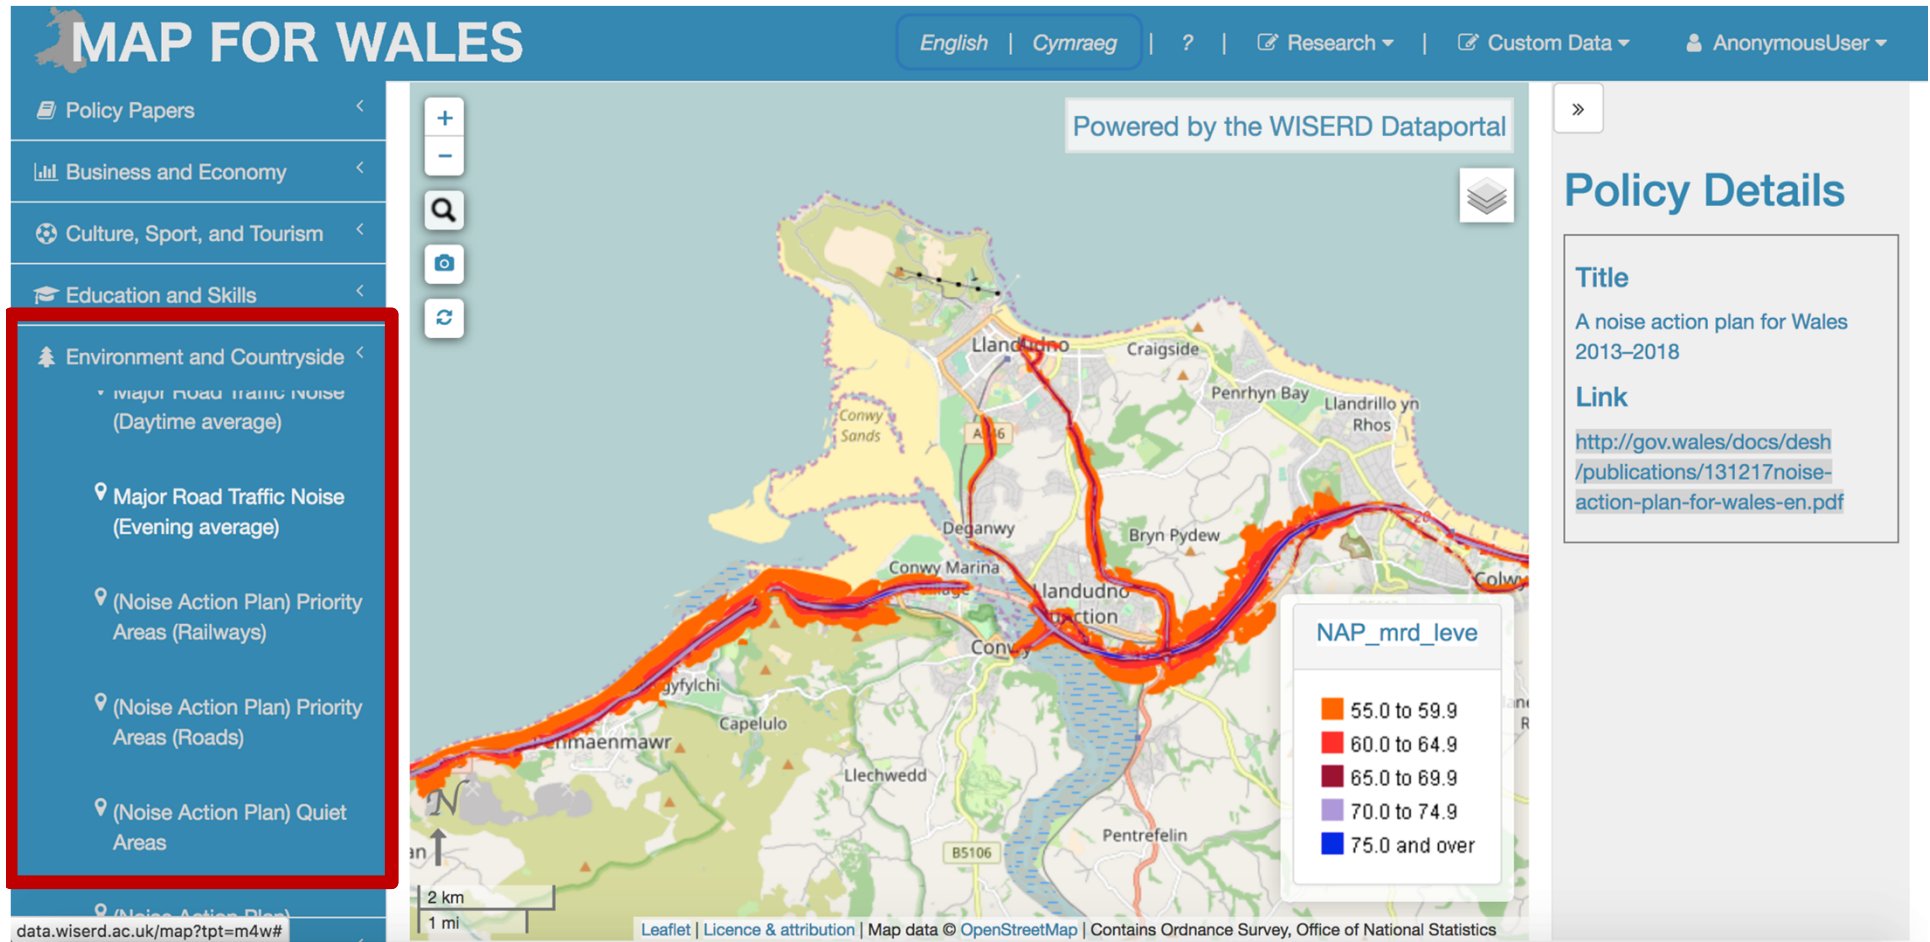 MAP FOR WALES
English | Cymraeg | ? | Research | Custom Data AnonymousUser
Policy Papers
Business and Economy
Culture, Sport, and Tourism
Education and Skills
Environment and Countryside
Major Road Traffic Noise
(Daytime average)
Major Road Traffic Noise
(Evening average)
(Noise Action Plan) Priority
Areas (Railways)
(Noise Action Plan) Priority
Areas (Roads)
(Noise Action Plan) Quiet
Areas
(Noise Action Plan)
data.wiserd.ac.uk/map?tpt=m4w#
+
−
Powered by the WISERD Dataportal
Llandudno
Craigside
Penrhyn Bay
Llandrillo yn
Rhos
Conwy
Sands
Deganwy
Bryn Pydew
Conwy Marina
Village
Llandudno
Junction
Conwy
Capelulo
Llechwedd
Pentrefelin
B5106
N
2 km
1 mi
NAP_mrd_leve
55.0 to 59.9
60.0 to 64.9
65.0 to 69.9
70.0 to 74.9
75.0 and over
Leaflet | Licence & attribution | Map data © OpenStreetMap | Contains Ordnance Survey, Office of National Statistics
»
Policy Details
Title
A noise action plan for Wales
2013–2018
Link
http://gov.wales/docs/desh
/publications/131217noise-
action-plan-for-wales-en.pdf